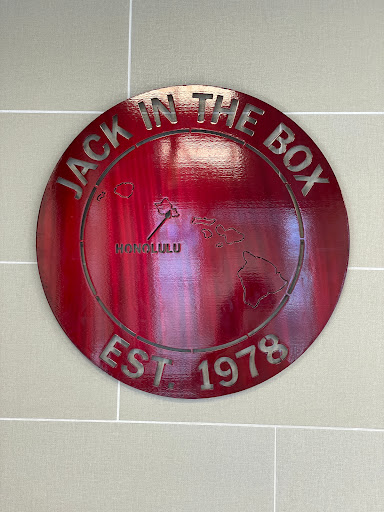 JACK IN THE BOX
HONOLULU
EST. 1978